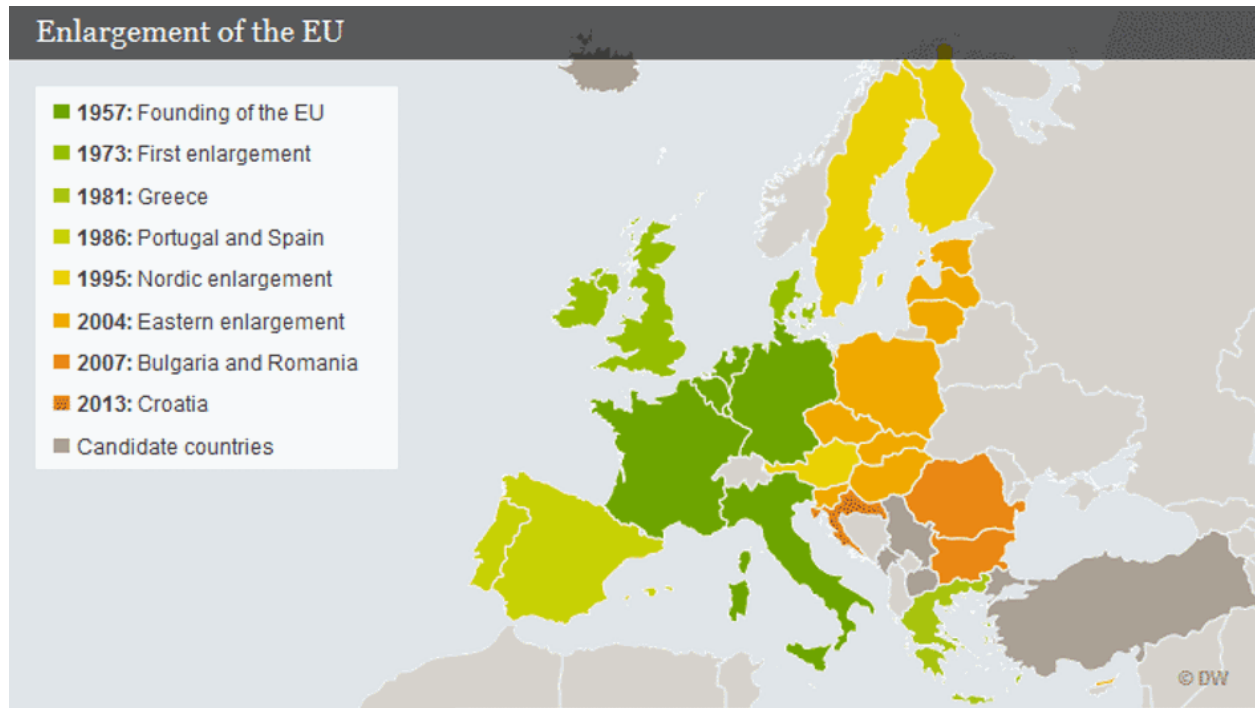 Enlargement of the EU
1957: Founding of the EU
1973: First enlargement
1981: Greece
1986: Portugal and Spain
1995: Nordic enlargement
2004: Eastern enlargement
2007: Bulgaria and Romania
2013: Croatia
Candidate countries
© DW